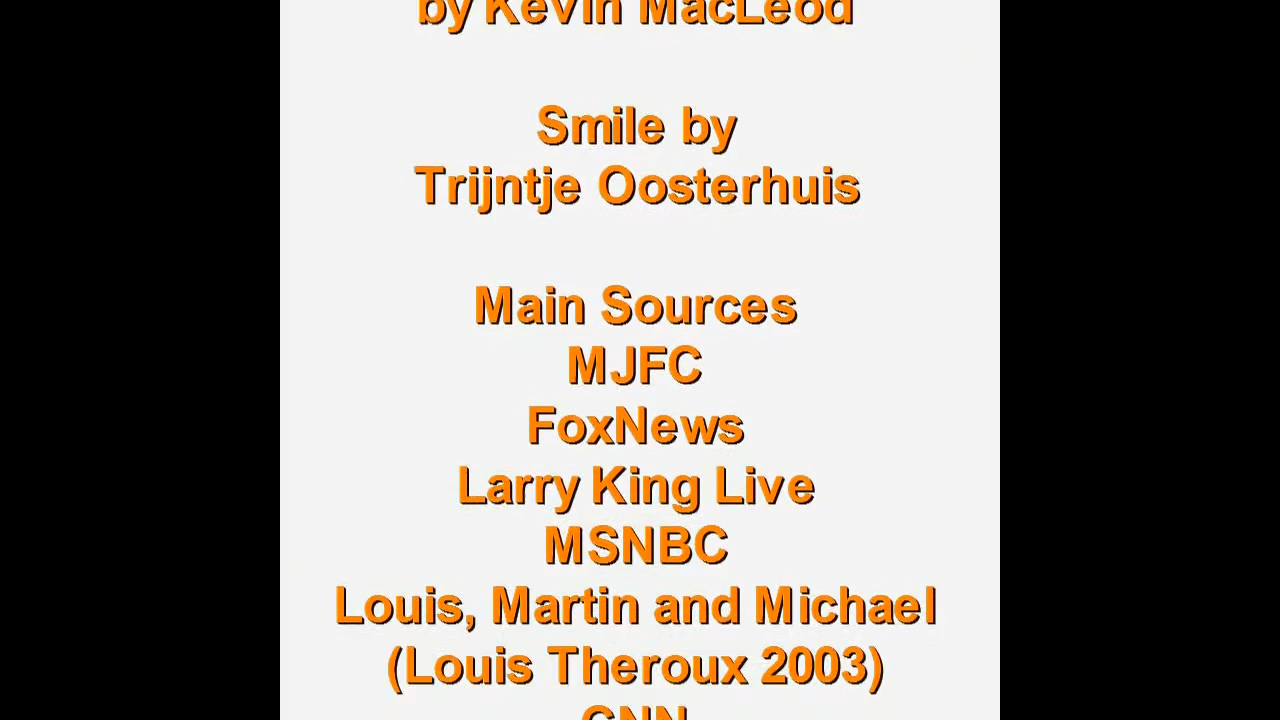 by Kevin MacLeod
Smile by
Trijntje Oosterhuis
Main Sources
MJFC
FoxNews
Larry King Live
MSNBC
Louis, Martin and Michael
(Louis Theroux 2003)
CNN